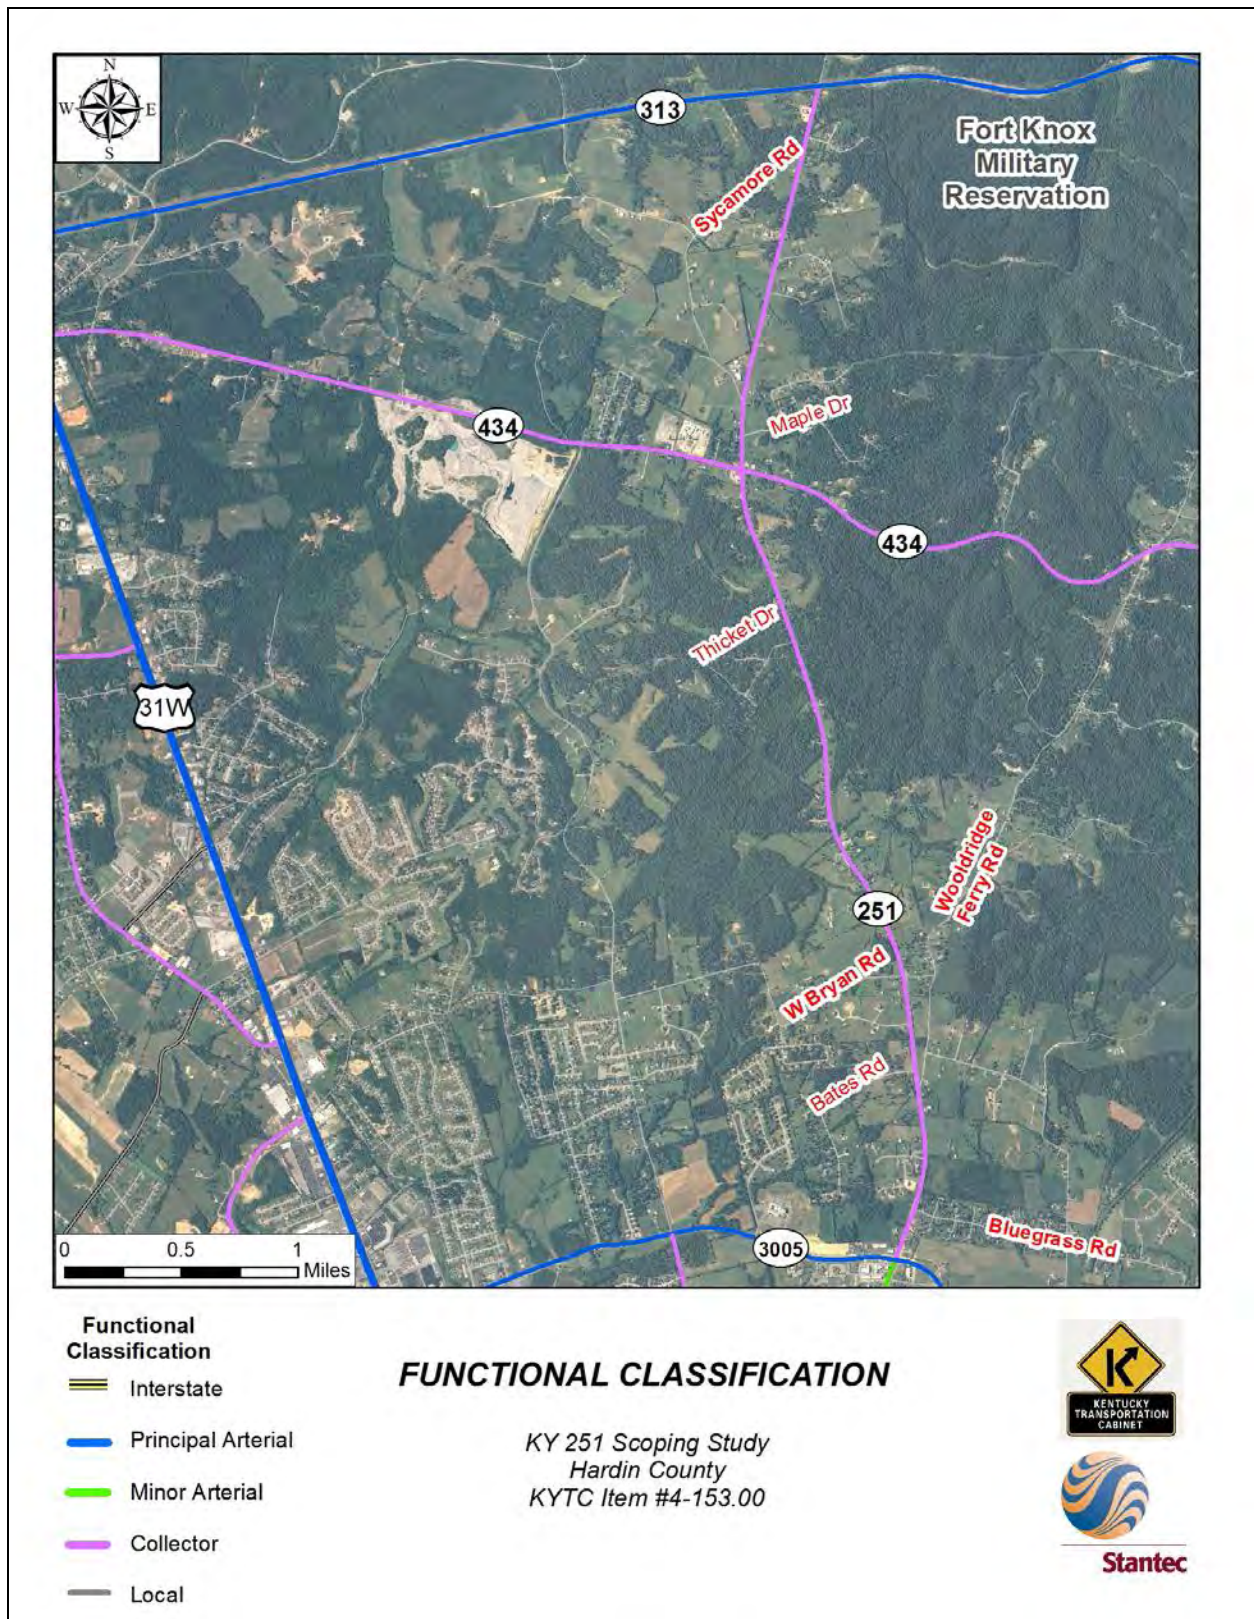 N
W E
S
313
Fort Knox
Military
Reservation
Sycamore Rd
Maple Dr
434
434
Thicket Dr
31W
Wooldridge
Ferry Rd
251
W Bryan Rd
Bates Rd
Bluegrass Rd
3005
0 0.5 1
Miles
Functional
Classification
Interstate
Principal Arterial
Minor Arterial
Collector
Local
FUNCTIONAL CLASSIFICATION
KY 251 Scoping Study
Hardin County
KYTC Item #4-153.00
K
KENTUCKY
TRANSPORTATION
CABINET
Stantec